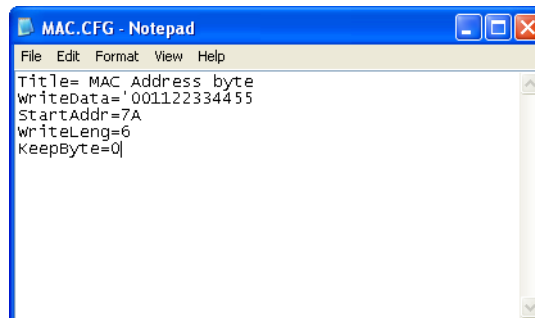 MAC.CFG - Notepad
File Edit Format View Help
Title= MAC Address byte
WriteData='001122334455
StartAddr=7A
WriteLeng=6
KeepByte=0